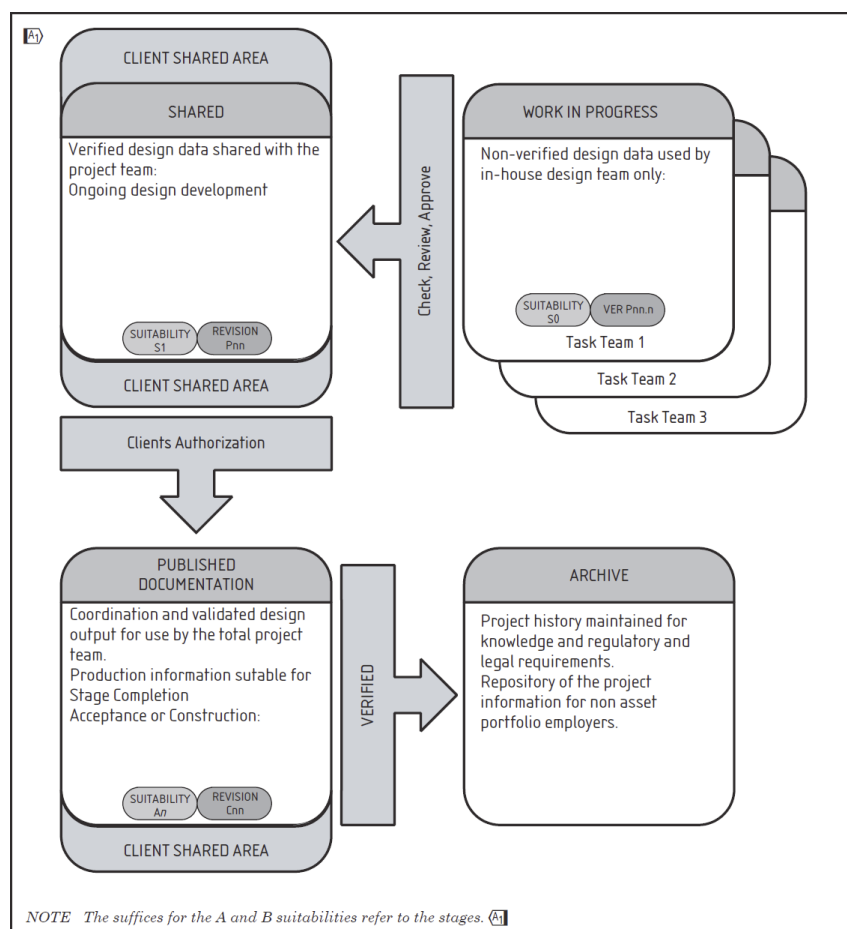 A1
CLIENT SHARED AREA
SHARED
Verified design data shared with the
project team:
Ongoing design development
SUITABILITY
S1
REVISION
Pnn
CLIENT SHARED AREA
Check, Review, Approve
WORK IN PROGRESS
Non-verified design data used by
in-house design team only:
SUITABILITY
S0
VER Pnn.n
Task Team 1
Task Team 2
Task Team 3
Clients Authorization
PUBLISHED
DOCUMENTATION
Coordination and validated design
output for use by the total project
team.
Production information sutable for
Stage Completion
Acceptance or Construction:
SUITABILITY
An
REVISION
Cnn
CLIENT SHARED AREA
VERIFIED
ARCHIVE
Project history maintained for
knowledge and regulatory and
legal requirements.
Repository of the project
information for non asset
portfolio employers.
NOTE The suffices for the A and B suitabilities refer to the stages. A1